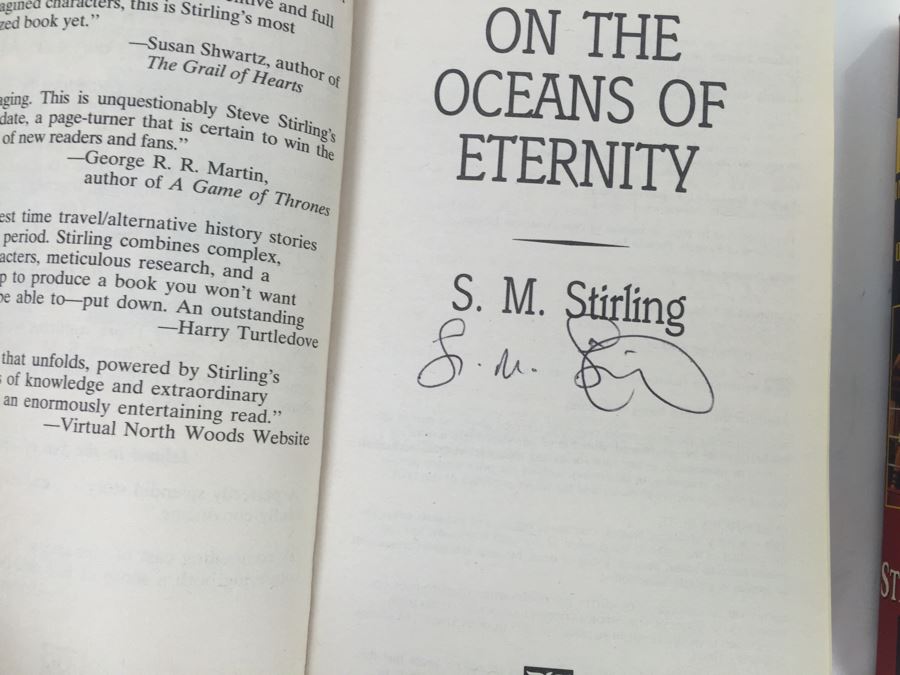 agined characters, this is Stirling's most
zed book yet."
—Susan Shwartz, author of
The Grail of Hearts
aging. This is unquestionably Steve Stirling's
date, a page-turner that is certain to win the
of new readers and fans."
—George R. R. Martin,
author of A Game of Thrones
est time travel/alternative history stories
period. Stirling combines complex,
acters, meticulous research, and a
p to produce a book you won't want
be able to—put down. An outstanding
—Harry Turtledove
that unfolds, powered by Stirling's
s of knowledge and extraordinary
an enormously entertaining read."
—Virtual North Woods Website
ON THE
OCEANS OF
ETERNITY
S. M. Stirling
S. M.
ST